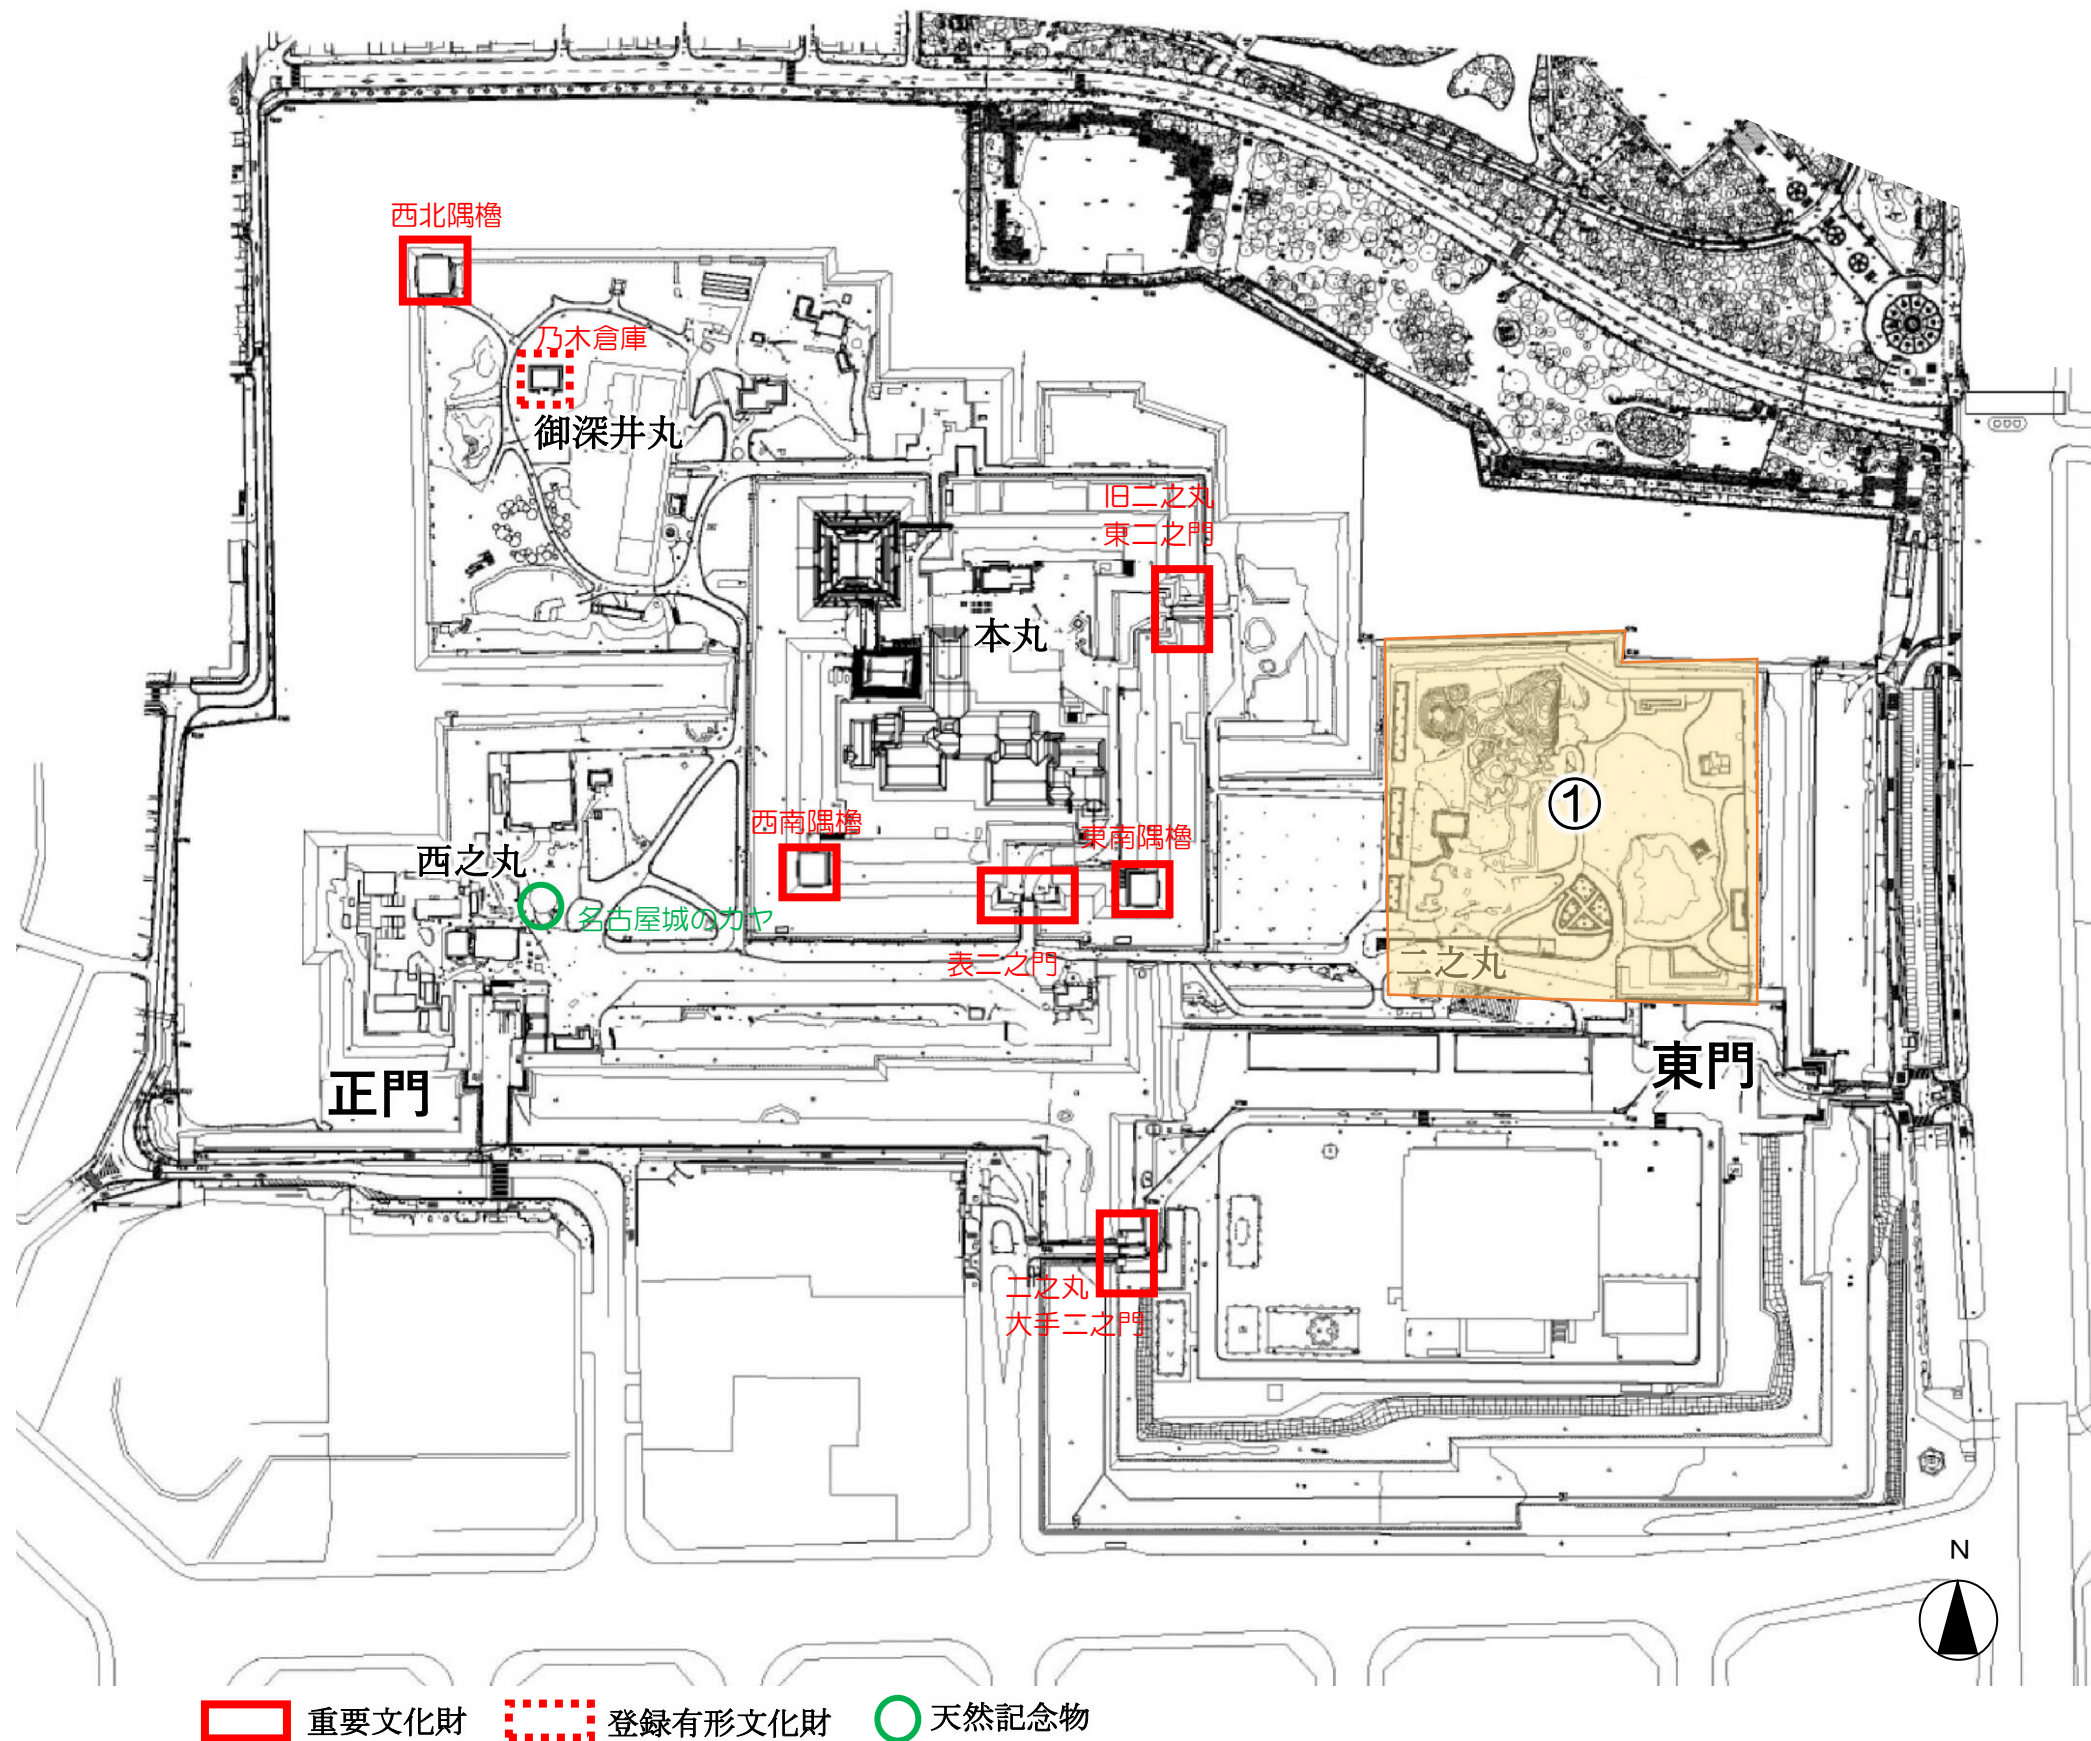 西北隅櫓
乃木倉庫
御深井丸
旧二之丸
東二之門
本丸
①
西南隅櫓
東南隅櫓
西之丸
名古屋城のカヤ
表二之門
二之丸
正門
東門
二之丸
大手二之門
N
重要文化財
登録有形文化財
天然記念物